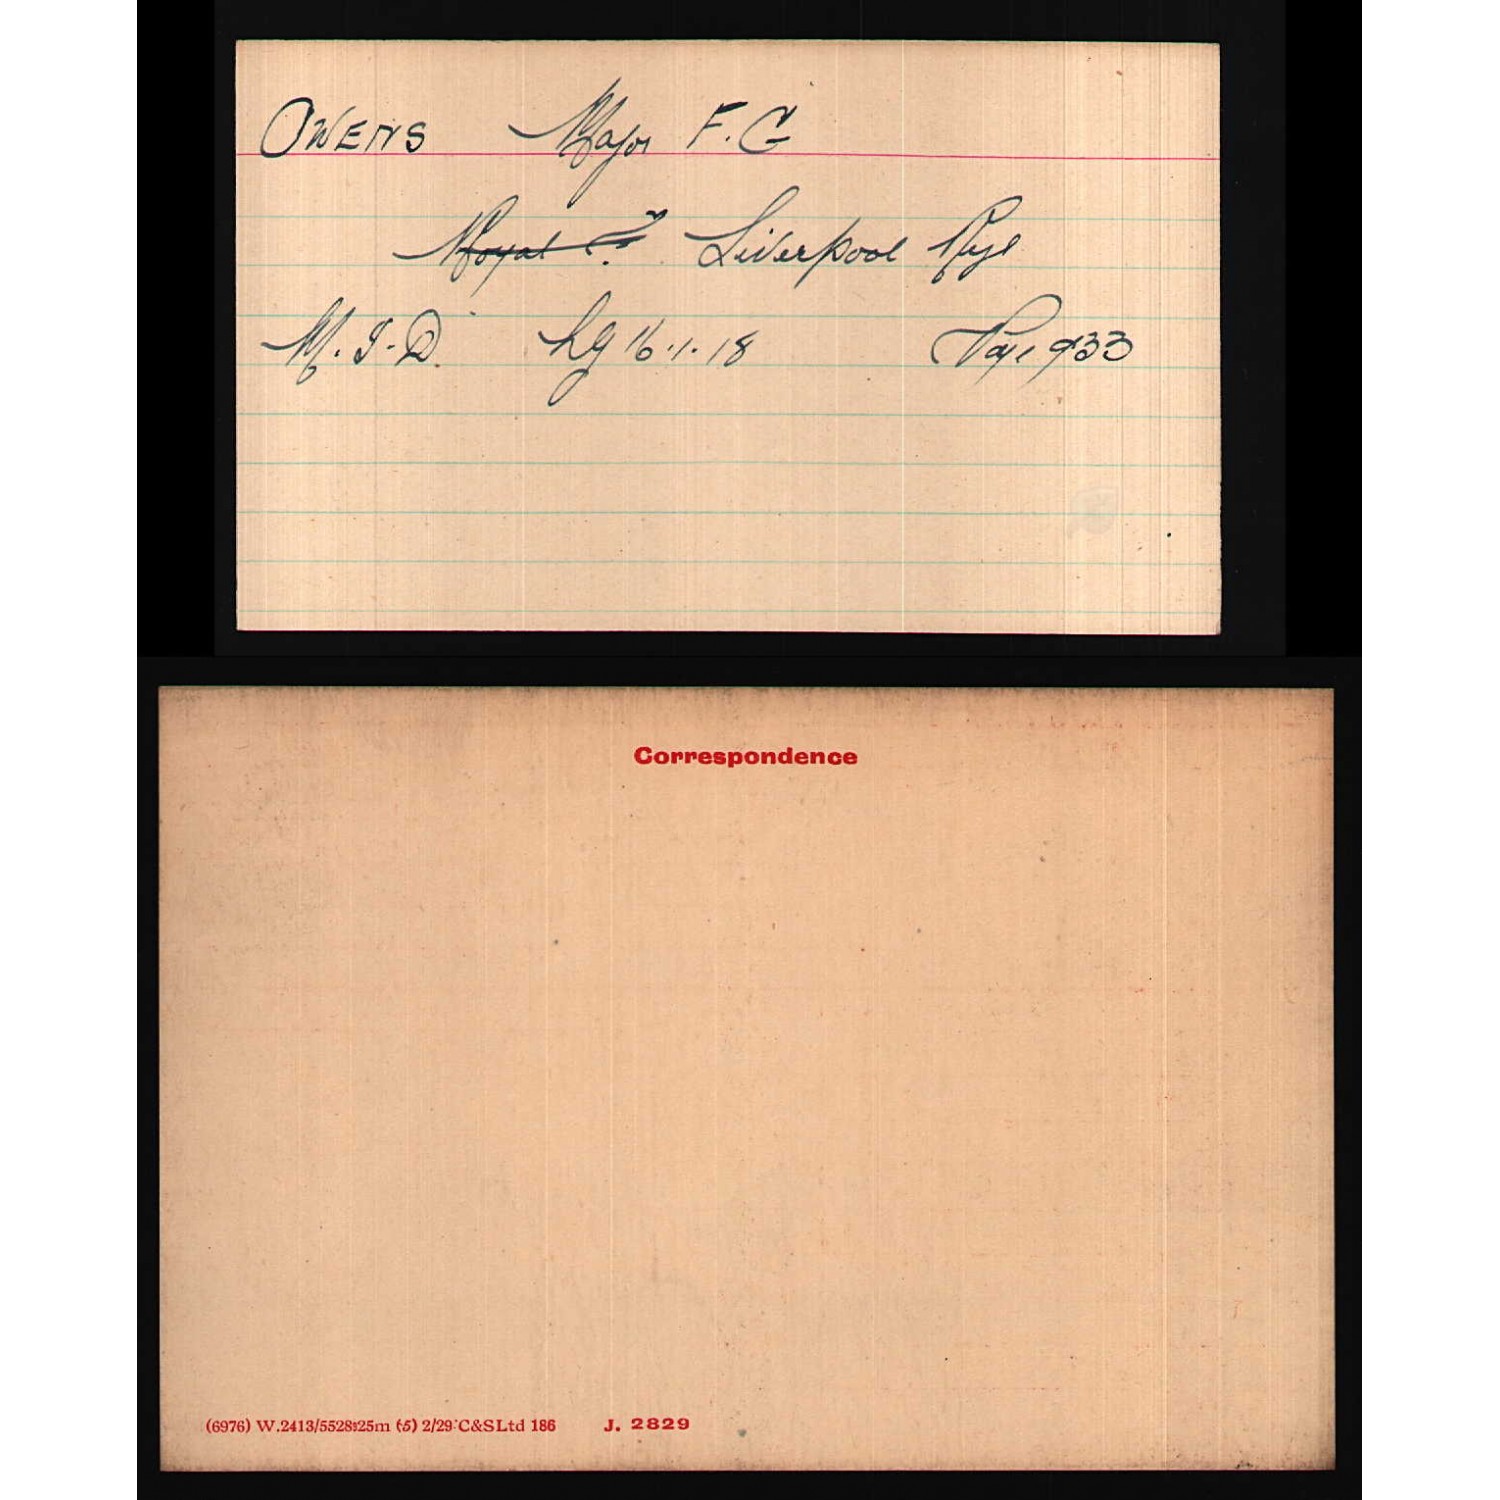 OWENS Major F. G
Royal F. Liverpool Regt
M.I.D. LG 16.1.18 Page 933
Correspondence
(6976) W.2413/5528 25m (5) 2/29 C&SLtd 186 J. 2829